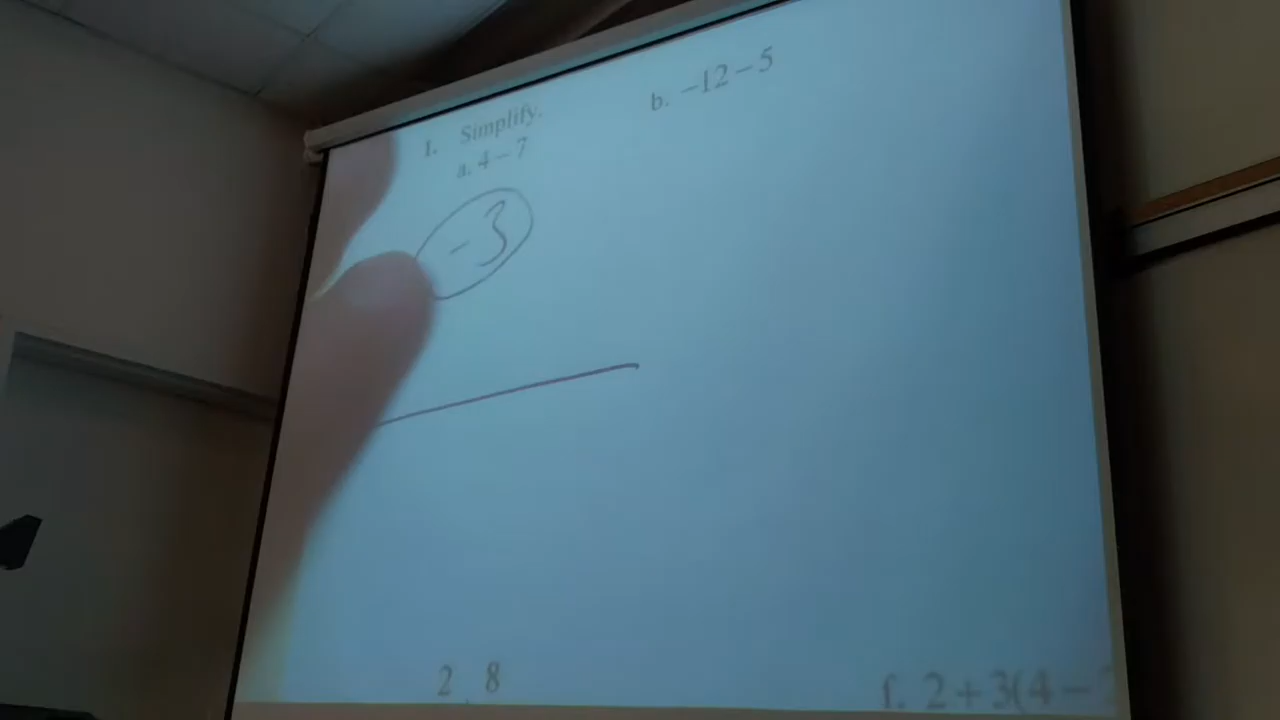 1. Simplify.
a. 4 – 7
b. –12 – 5
-3
2 8
f. 2 + 3(4 –